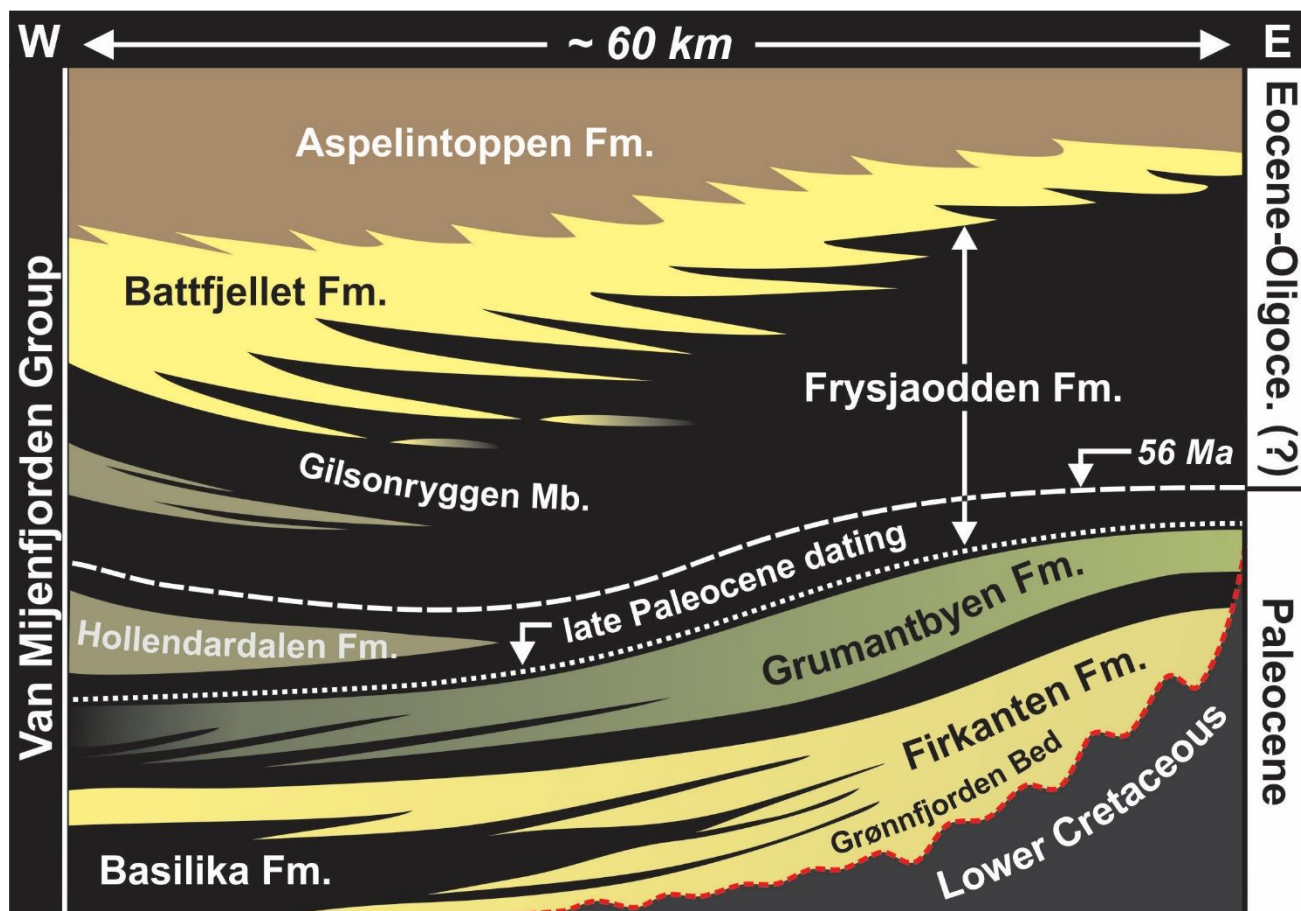 W
~ 60 km
E
Van Mijenfjorden Group
Aspelintoppen Fm.
Battfjellet Fm.
Frysjaodden Fm.
Gilsonryggen Mb.
56 Ma
late Paleocene dating
Hollendardalen Fm.
Grumantbyen Fm.
Firkanten Fm.
Grønnfjorden Bed
Basilika Fm.
Lower Cretaceous
Eocene-Oligoce. (?)
Paleocene